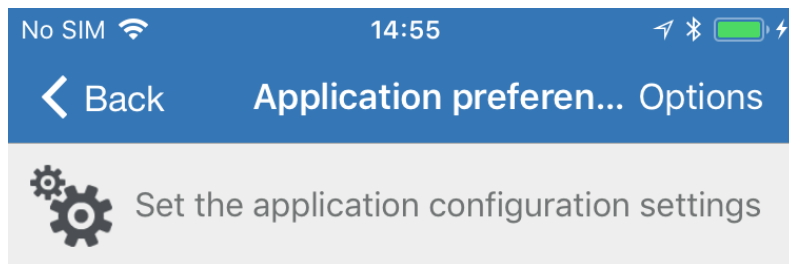 No SIM 14:55
Back Application preferen... Options
Set the application configuration settings